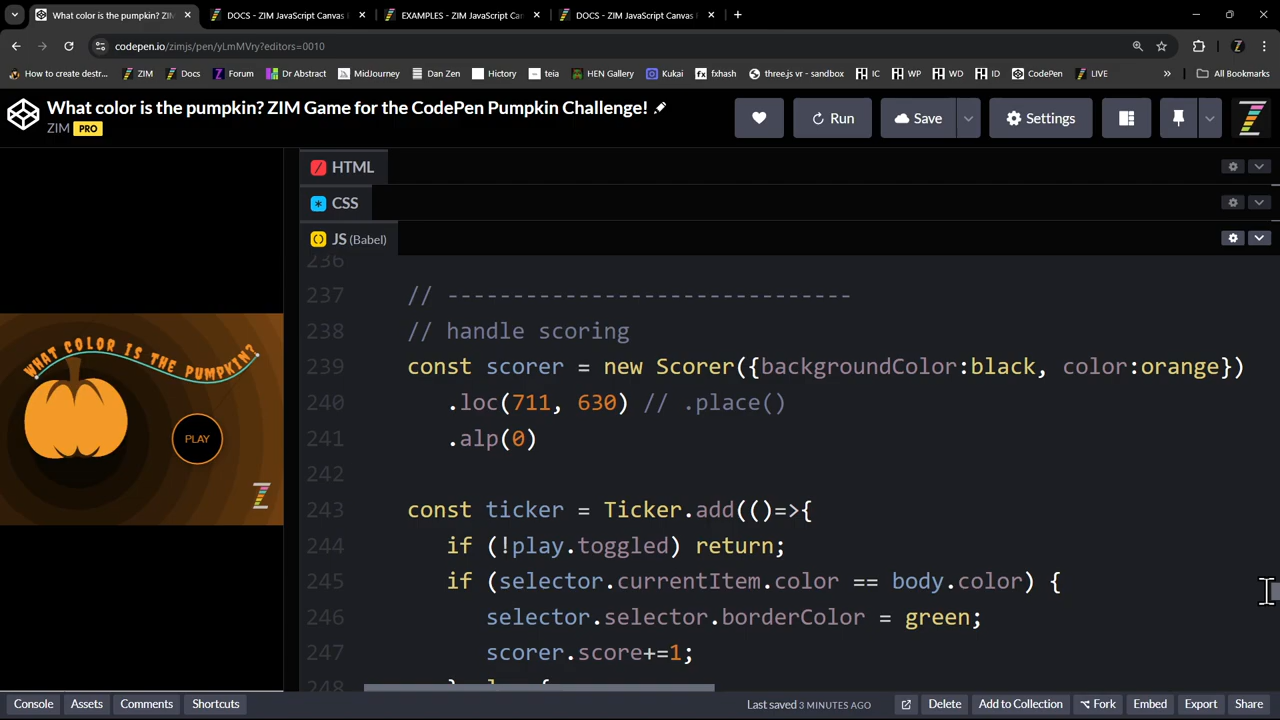 What color is the pumpkin? ZIM
DOCS - ZIM JavaScript Canvas
EXAMPLES - ZIM JavaScript Can
DOCS - ZIM JavaScript Canvas
codepen.io/zimjs/pen/yLmMVry?editors=0010
How to create destr... ZIM Docs Forum Dr Abstract MidJourney Dan Zen Hictory teia HEN Gallery Kukai fxhash three.js vr - sandbox IC WP WD ID CodePen LIVE » All Bookmarks
What color is the pumpkin? ZIM Game for the CodePen Pumpkin Challenge!
ZIM PRO
Run
Save
Settings
HTML
CSS
JS (Babel)
WHAT COLOR IS THE PUMPKIN?
PLAY
236
237 // -------------------------------
238 // handle scoring
239 const scorer = new Scorer({backgroundColor:black, color:orange})
240 .loc(711, 630) // .place()
241 .alp(0)
242
243 const ticker = Ticker.add(()=>{
244 if (!play.toggled) return;
245 if (selector.currentItem.color == body.color) {
246 selector.selector.borderColor = green;
247 scorer.score+=1;
248
Console Assets Comments Shortcuts Last saved 3 MINUTES AGO Delete Add to Collection Fork Embed Export Share